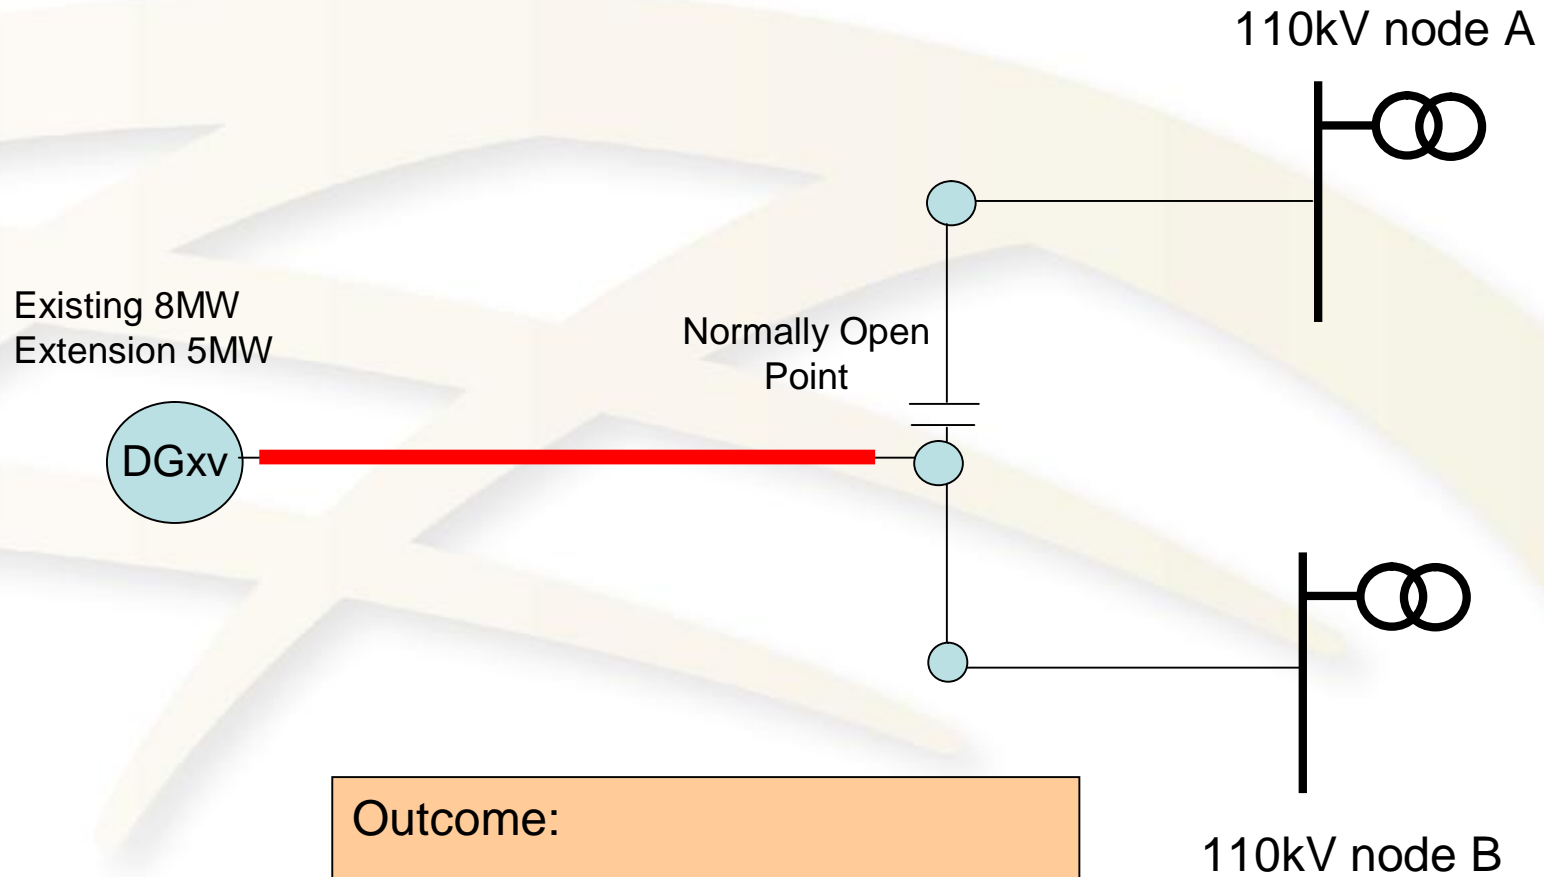 110kV node A
Existing 8MW
Extension 5MW
Normally Open
Point
DGxv
Outcome:
110kV node B